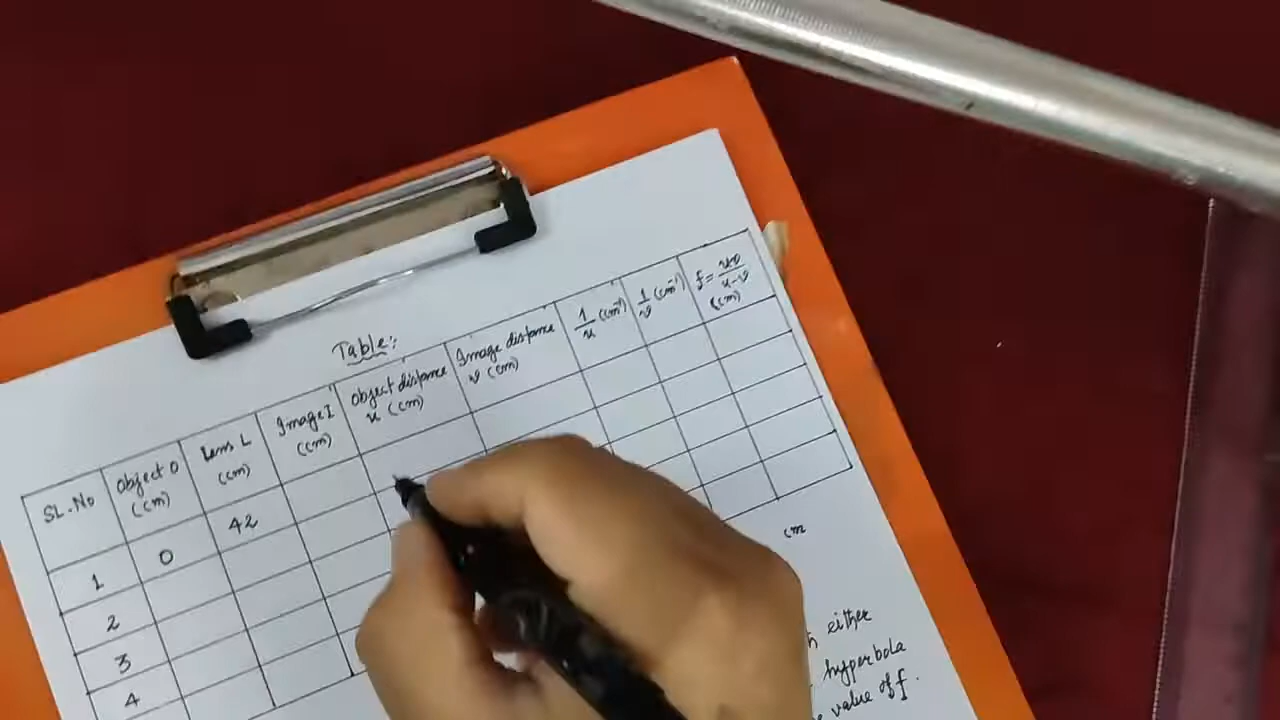 Table:
SL.No Object O (cm) Lens L (cm) Image I (cm) Object distance u (cm) Image distance v (cm) 1/u (cm⁻¹) 1/v (cm⁻¹) f = uv/u-v (cm)
1 0 42
2
3
4
cm
either
hyperbola
value of f.